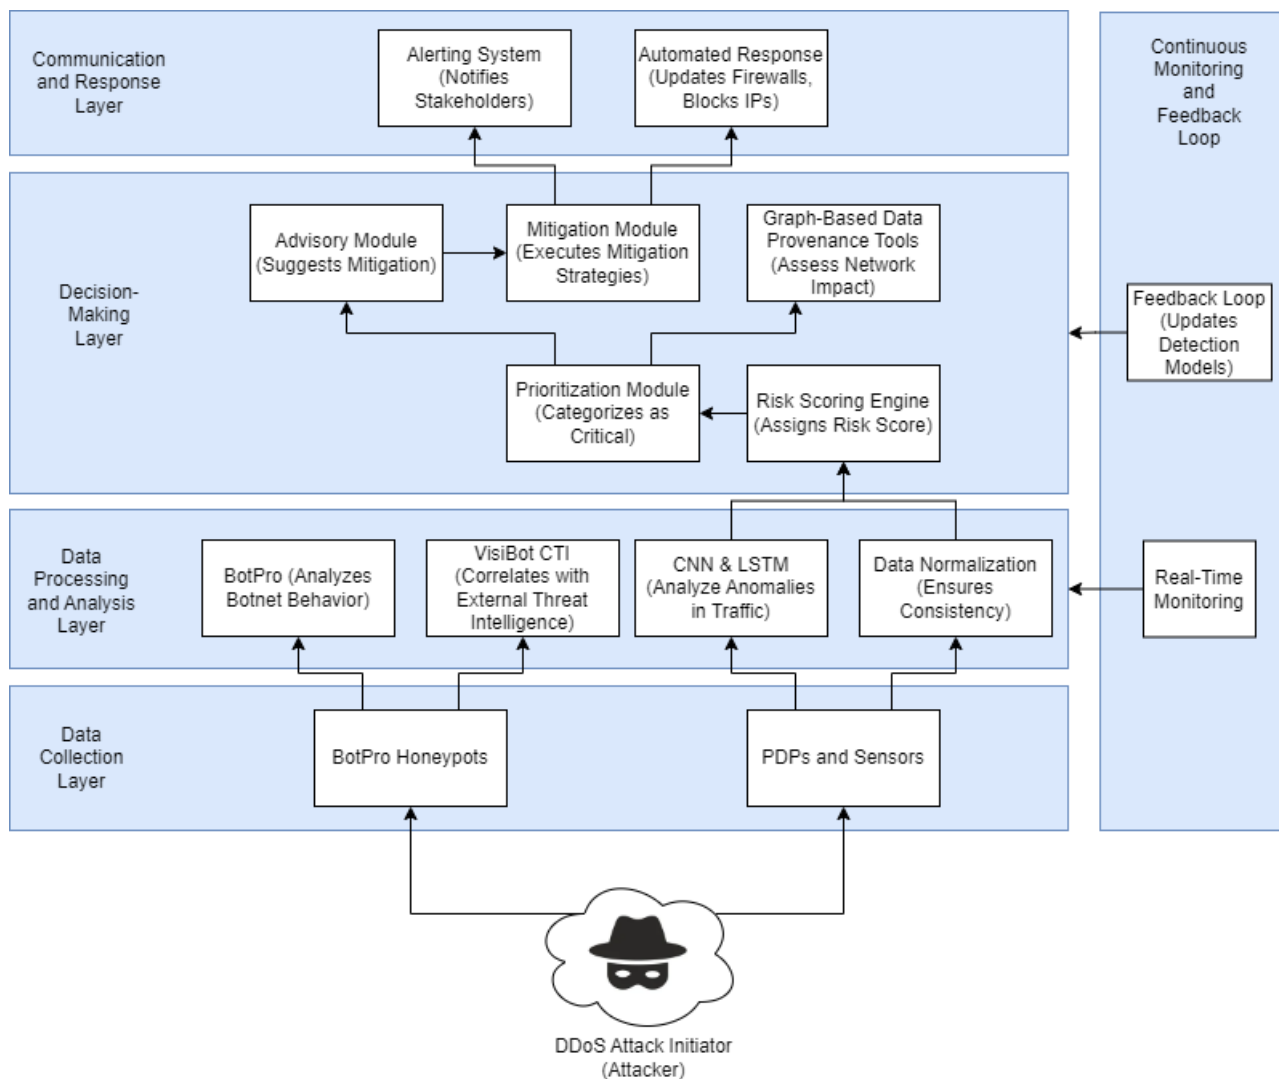 Communication
and Response
Layer
Alerting System
(Notifies
Stakeholders)
Automated Response
(Updates Firewalls,
Blocks IPs)
Continuous
Monitoring
and
Feedback
Loop
Decision-
Making
Layer
Advisory Module
(Suggests Mitigation)
Mitigation Module
(Executes Mitigation
Strategies)
Graph-Based Data
Provenance Tools
(Assess Network
Impact)
Feedback Loop
(Updates
Detection
Models)
Prioritization Module
(Categorizes as
Critical)
Risk Scoring Engine
(Assigns Risk Score)
Data
Processing
and Analysis
Layer
BotPro (Analyzes
Botnet Behavior)
VisiBot CTI
(Correlates with
External Threat
Intelligence)
CNN & LSTM
(Analyze Anomalies
in Traffic)
Data Normalization
(Ensures
Consistency)
Real-Time
Monitoring
Data
Collection
Layer
BotPro Honeypots
PDPs and Sensors
DDoS Attack Initiator
(Attacker)